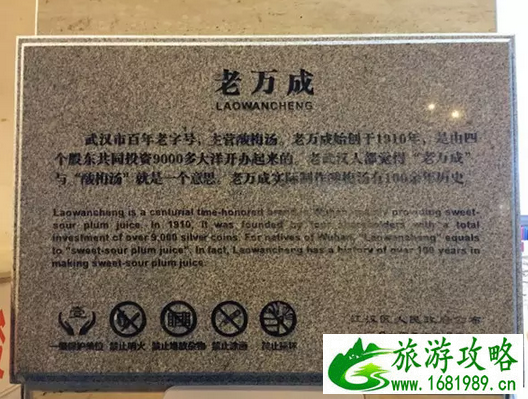 老万成
LAOWANCHENG
武汉市百年老字号，主营酸梅汤。老万成始创于1910年，是由四
个股东共同投资9000多大洋开办起来的。老武汉人都觉得“老万成”
与“酸梅汤”就是一个意思。老万成实际制作酸梅汤有100余年历史
Laowancheng is a centurial time-honored brand in Wuhan, mainly providing sweet-
sour plum juice. In 1910, it was founded by four shareholders with a total
investment of over 9,000 silver coins. For natives of Wuhan, "Laowancheng" equals
to "sweet-sour plum juice". In fact, Laowancheng has a history of over 100 years in
making sweet-sour plum juice.
壹
一级保护单位 禁止明火 禁止堆放杂物 禁止涂画 禁止损坏
江汉区人民政府公布
旅游攻略
www.1681989.cn